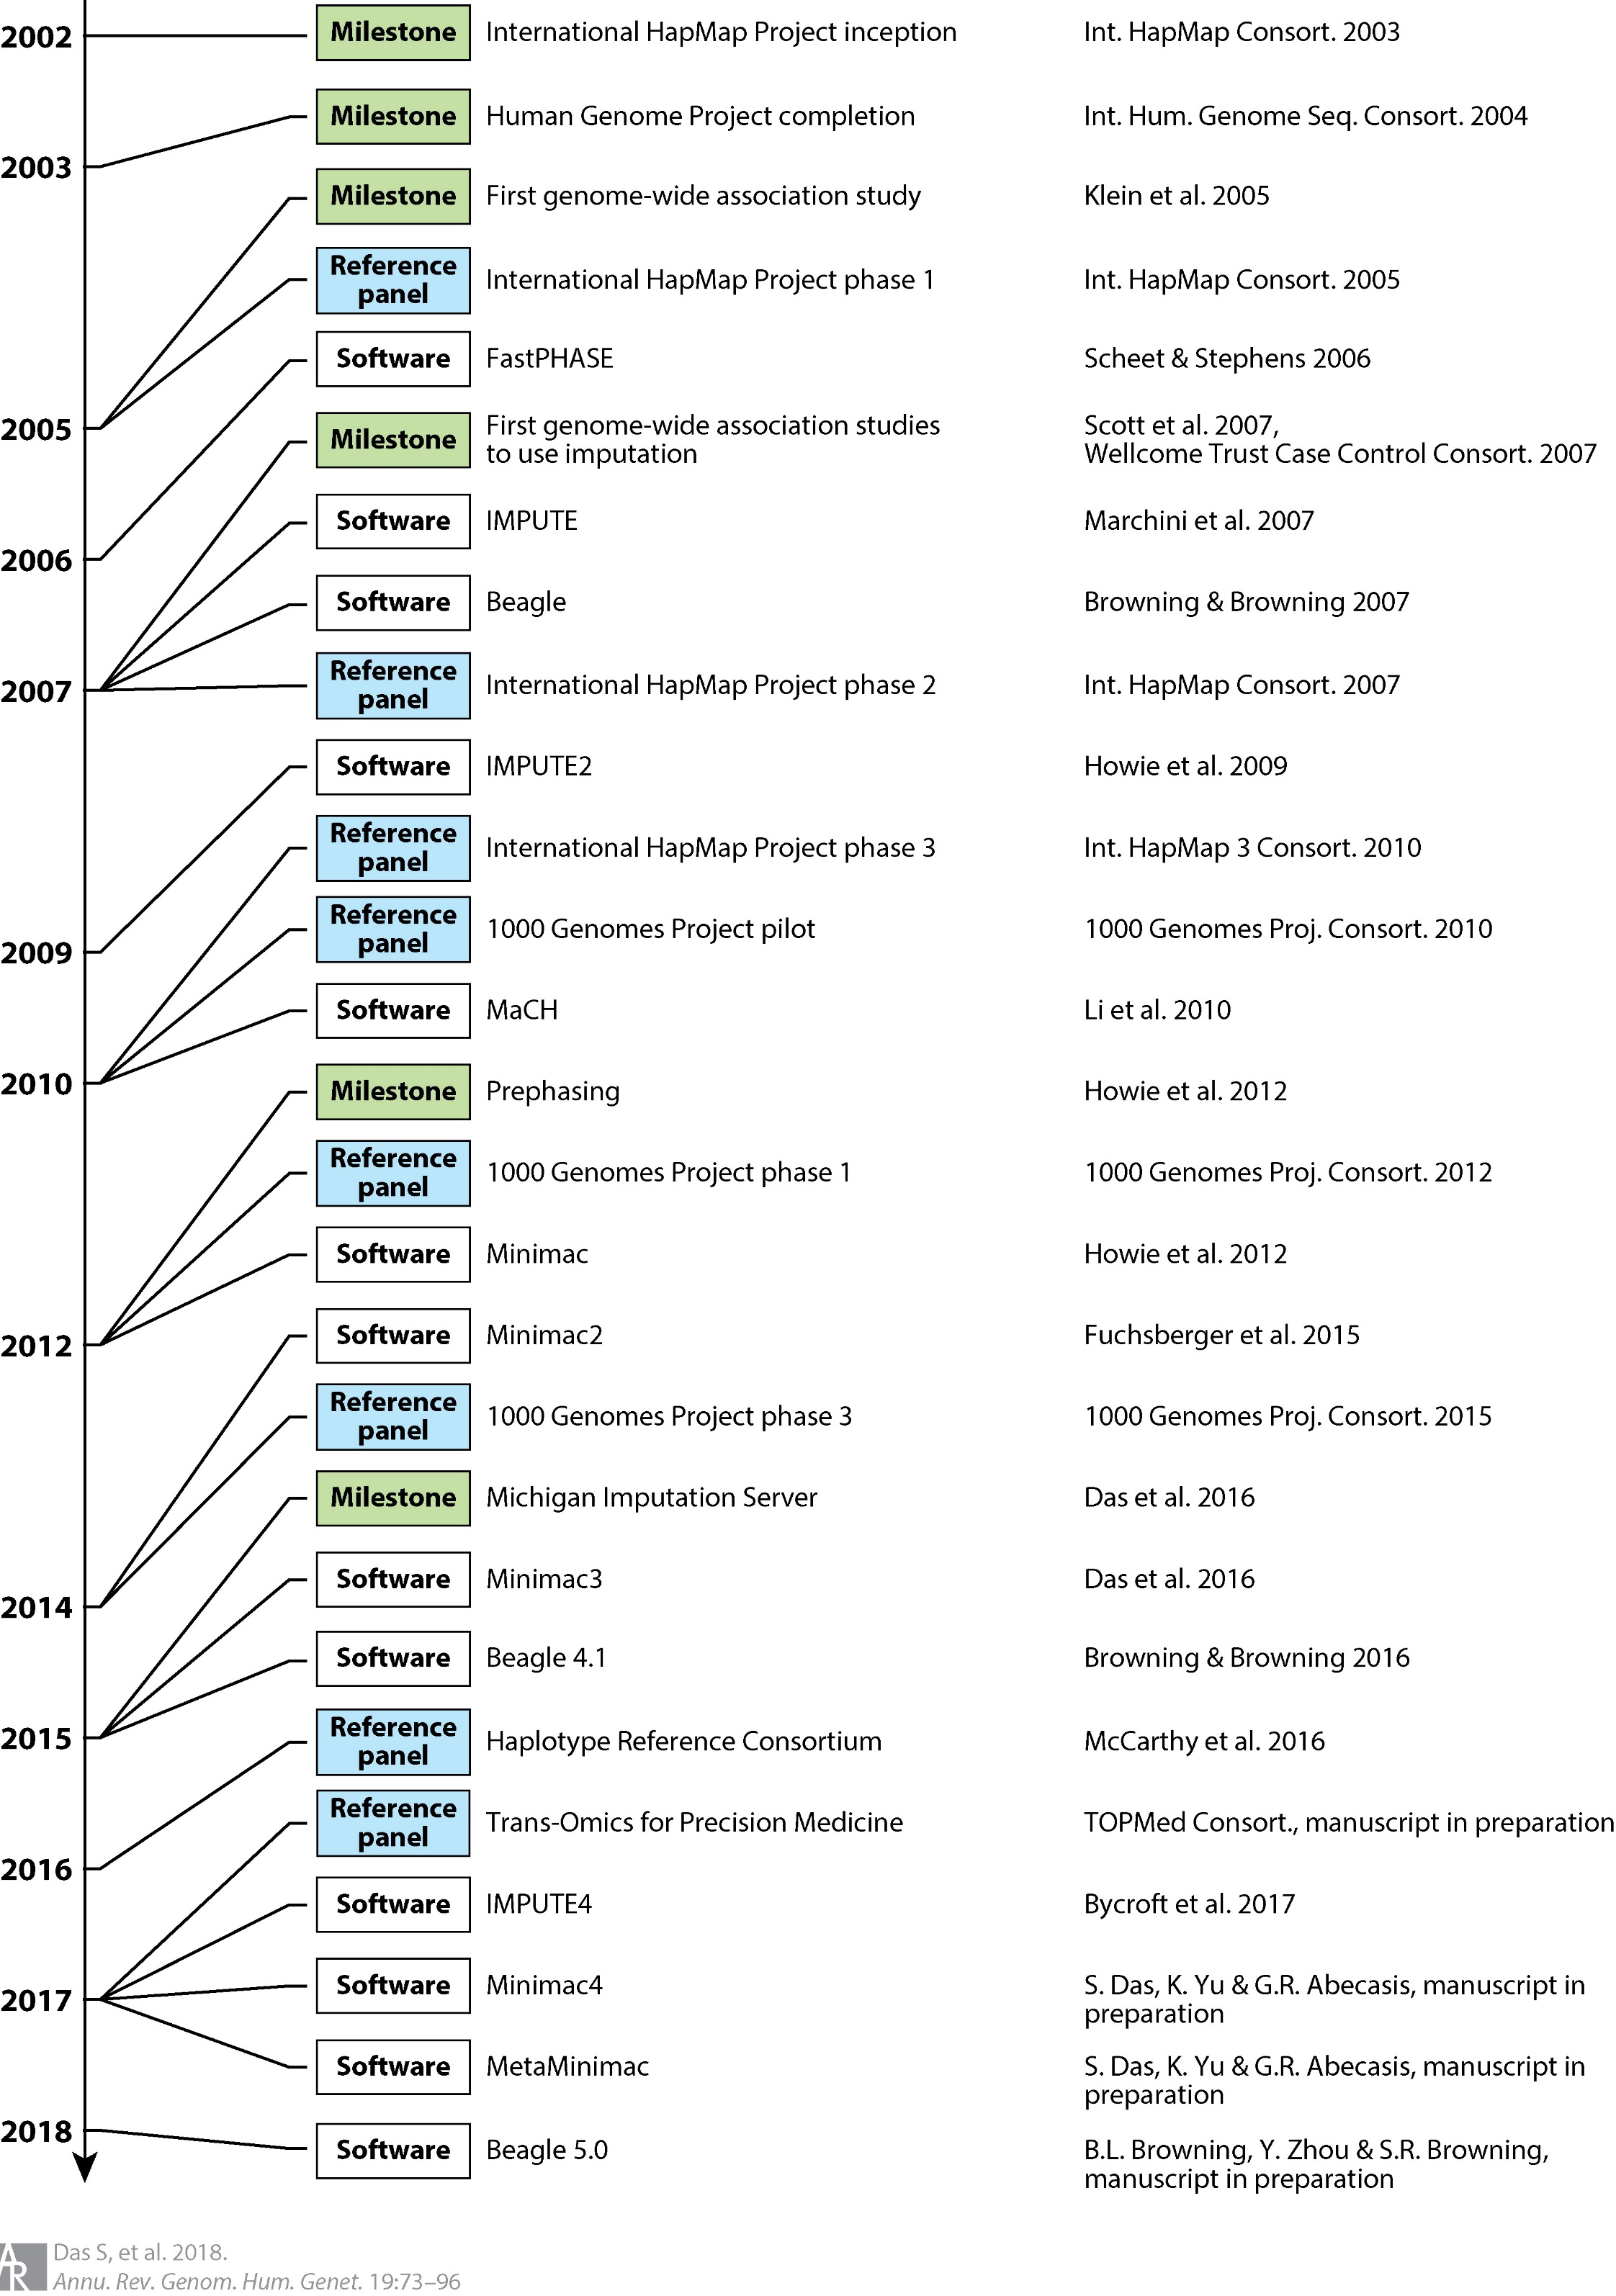 2002 Milestone International HapMap Project inception Int. HapMap Consort. 2003
Milestone Human Genome Project completion Int. Hum. Genome Seq. Consort. 2004
2003
Milestone First genome-wide association study Klein et al. 2005
Reference
panel
International HapMap Project phase 1 Int. HapMap Consort. 2005
Software FastPHASE Scheet & Stephens 2006
2005
Milestone
First genome-wide association studies
to use imputation
Scott et al. 2007,
Wellcome Trust Case Control Consort. 2007
Software IMPUTE Marchini et al. 2007
2006
Software Beagle Browning & Browning 2007
2007
Reference
panel
International HapMap Project phase 2 Int. HapMap Consort. 2007
Software IMPUTE2 Howie et al. 2009
Reference
panel
International HapMap Project phase 3 Int. HapMap 3 Consort. 2010
Reference
panel
1000 Genomes Project pilot 1000 Genomes Proj. Consort. 2010
2009
Software MaCH Li et al. 2010
2010
Milestone Prephasing Howie et al. 2012
Reference
panel
1000 Genomes Project phase 1 1000 Genomes Proj. Consort. 2012
Software Minimac Howie et al. 2012
2012
Software Minimac2 Fuchsberger et al. 2015
Reference
panel
1000 Genomes Project phase 3 1000 Genomes Proj. Consort. 2015
Milestone Michigan Imputation Server Das et al. 2016
Software Minimac3 Das et al. 2016
2014
Software Beagle 4.1 Browning & Browning 2016
2015
Reference
panel
Haplotype Reference Consortium McCarthy et al. 2016
Reference
panel
Trans-Omics for Precision Medicine TOPMed Consort., manuscript in preparation
2016
Software IMPUTE4 Bycroft et al. 2017
2017
Software Minimac4 S. Das, K. Yu & G.R. Abecasis, manuscript in
preparation
Software MetaMinimac S. Das, K. Yu & G.R. Abecasis, manuscript in
preparation
2018
Software Beagle 5.0 B.L. Browning, Y. Zhou & S.R. Browning,
manuscript in preparation
AR
Das S, et al. 2018.
Annu. Rev. Genom. Hum. Genet. 19:73–96